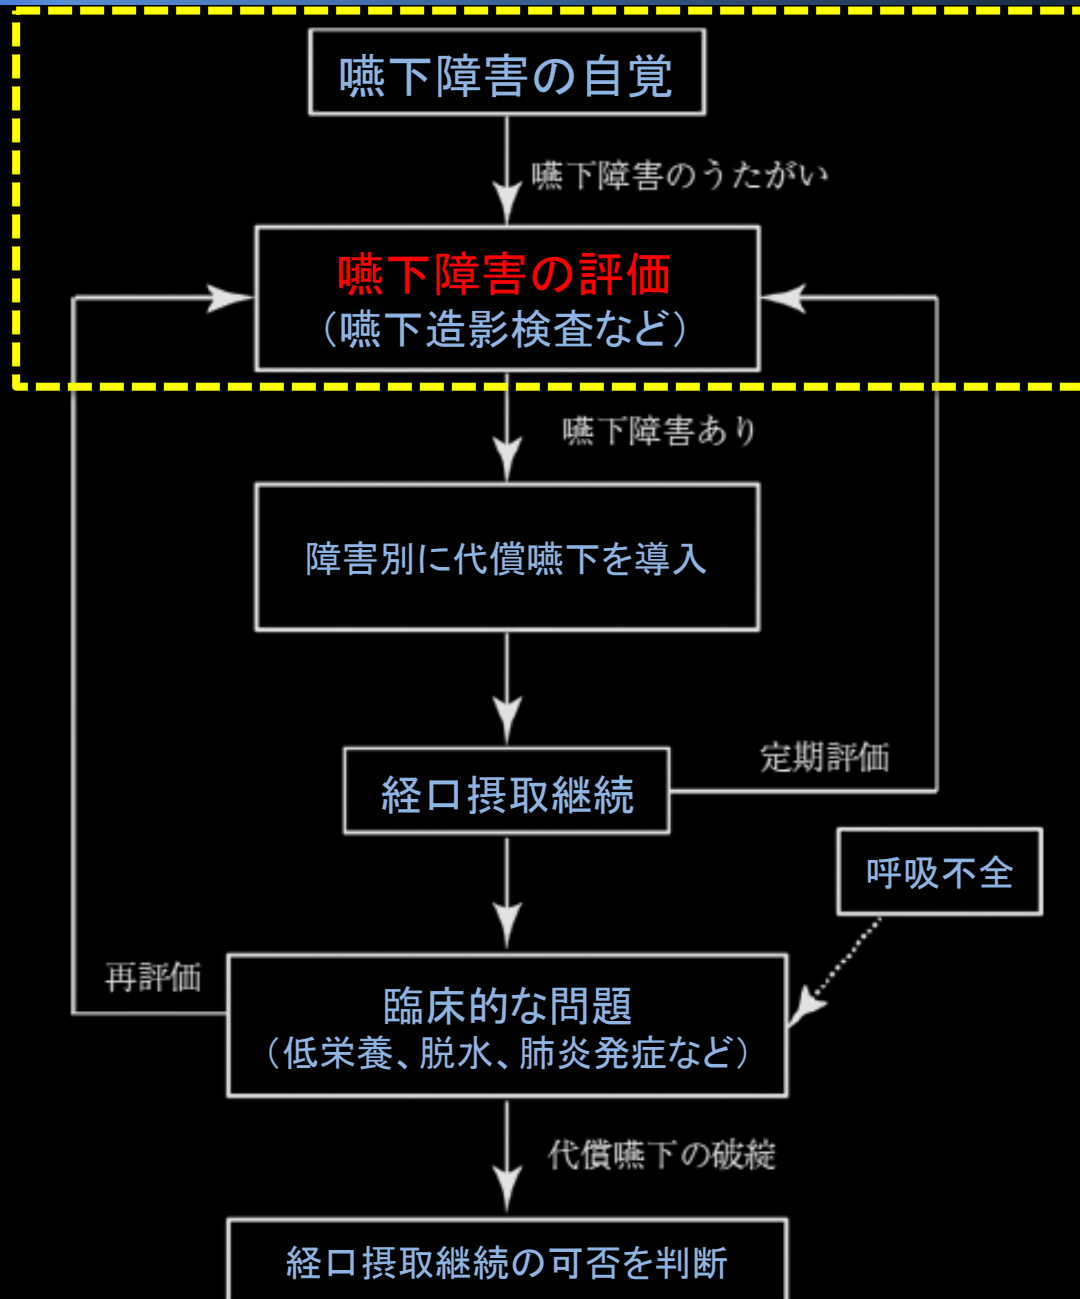 嚥下障害の自覚
嚥下障害のうたがい
嚥下障害の評価
（嚥下造影検査など）
嚥下障害あり
障害別に代償嚥下を導入
経口摂取継続
定期評価
呼吸不全
再評価
臨床的な問題
（低栄養、脱水、肺炎発症など）
代償嚥下の破綻
経口摂取継続の可否を判断